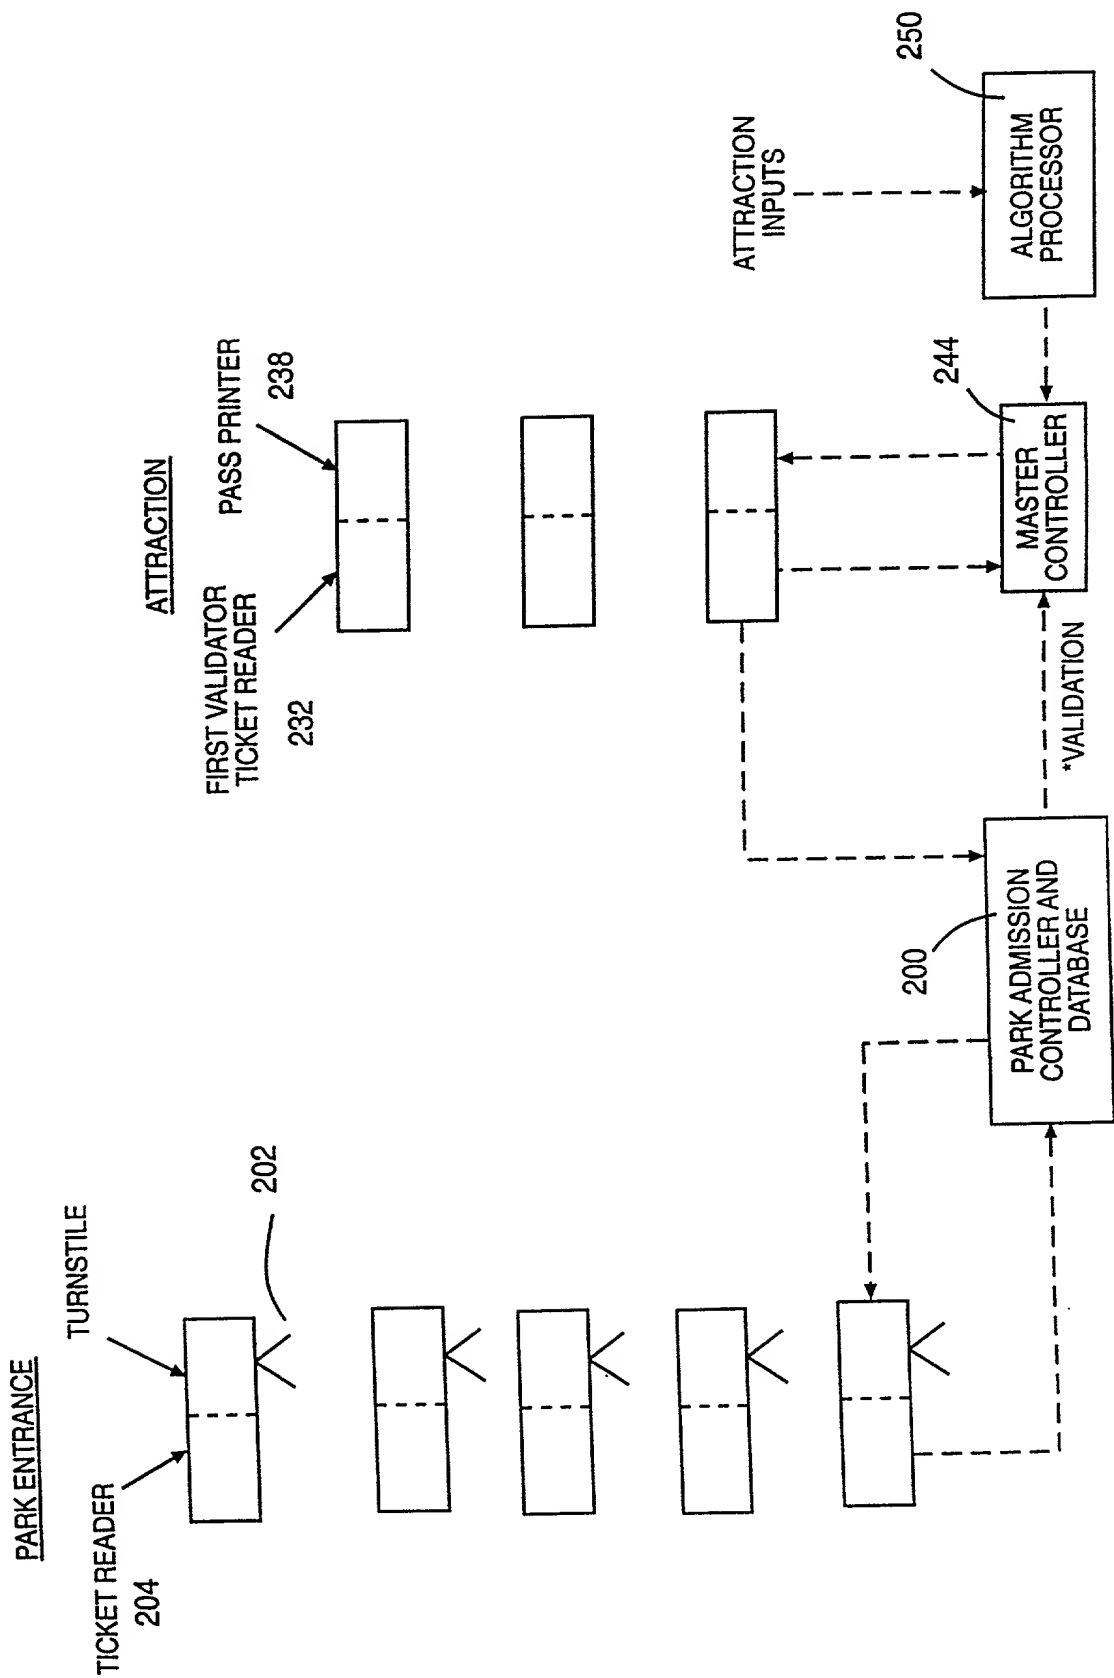 PARK ENTRANCE
TICKET READER
204
TURNSTILE
202
ATTRACTION
FIRST VALIDATOR
TICKET READER
232
PASS PRINTER
238
ATTRACTION
INPUTS
200
PARK ADMISSION
CONTROLLER AND
DATABASE
*VALIDATION
244
MASTER
CONTROLLER
250
ALGORITHM
PROCESSOR